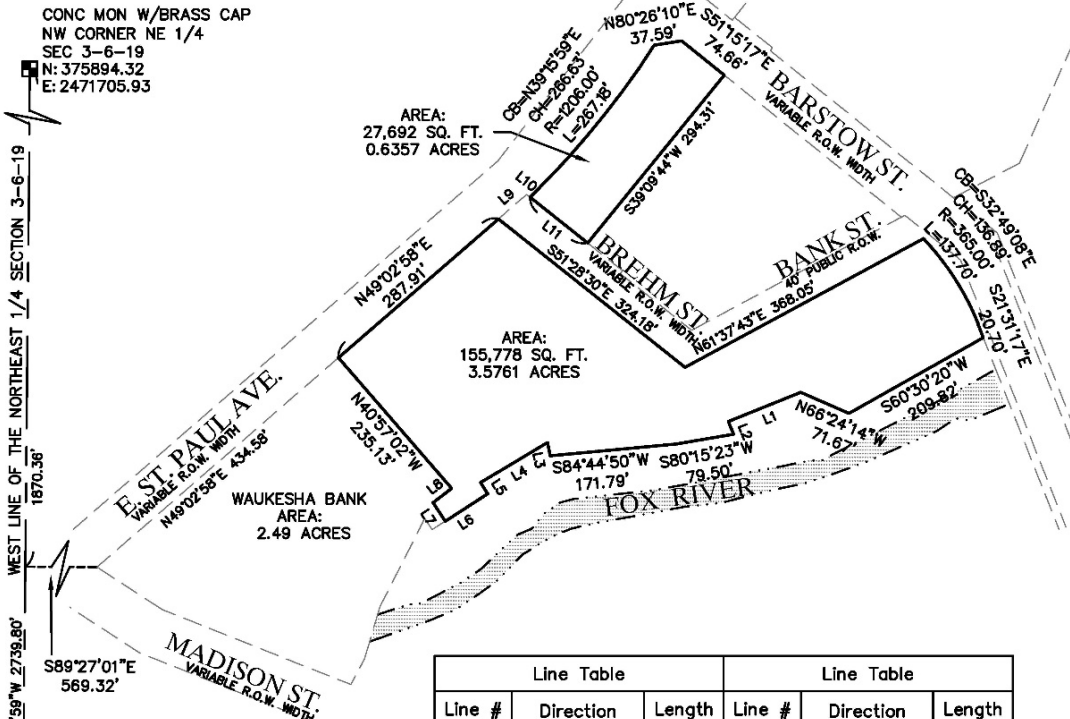 CONC MON W/BRASS CAP
NW CORNER NE 1/4
SEC 3-6-19
N: 375894.32
E: 2471705.93
N80°26'10"E
37.59'
S51°15'17"E
74.66'
CB=N39°15'59"E
CH=266.63'
R=1206.00'
L=267.18'
AREA:
27,692 SQ. FT.
0.6357 ACRES
BARSTOW ST.
VARIABLE R.O.W. WIDTH
S39°09'44"W 294.31'
L10
L9
L11
CB=S32°49'08"E
CH=136.89'
R=365.00'
L=137.70'
BREHM ST.
VARIABLE R.O.W. WIDTH
BANK ST.
40' PUBLIC R.O.W.
N49°02'58"E
287.91'
S51°28'30"E 324.18'
N61°37'43"E 368.05'
S21°31'17"E
20.70'
AREA:
155,778 SQ. FT.
3.5761 ACRES
WEST LINE OF THE NORTHEAST 1/4 SECTION 3-6-19
1870.36'
E. ST. PAUL AVE.
VARIABLE R.O.W. WIDTH
N49°02'58"E 434.58'
N40°57'02"W
235.13'
S60°30'20"W
209.82'
L1
N66°24'14"W
71.67'
L2
L3
L4
L5
L6
L7
L8
S84°44'50"W
171.79'
S80°15'23"W
79.50'
FOX RIVER
WAUKESHA BANK
AREA:
2.49 ACRES
S89°27'01"E
569.32'
MADISON ST.
VARIABLE R.O.W. WIDTH
59"W 2739.80'
Line Table Line Table
Line # Direction Length Line # Direction Length